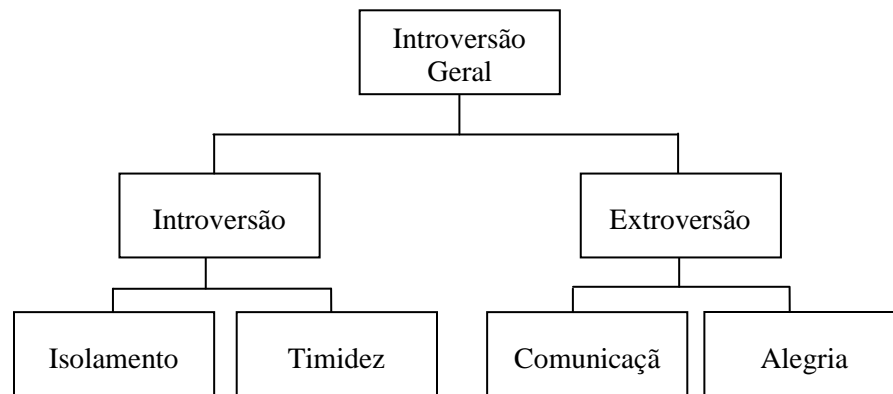 Introversão
Geral
Introversão
Extroversão
Isolamento
Timidez
Comunicaçã
Alegria